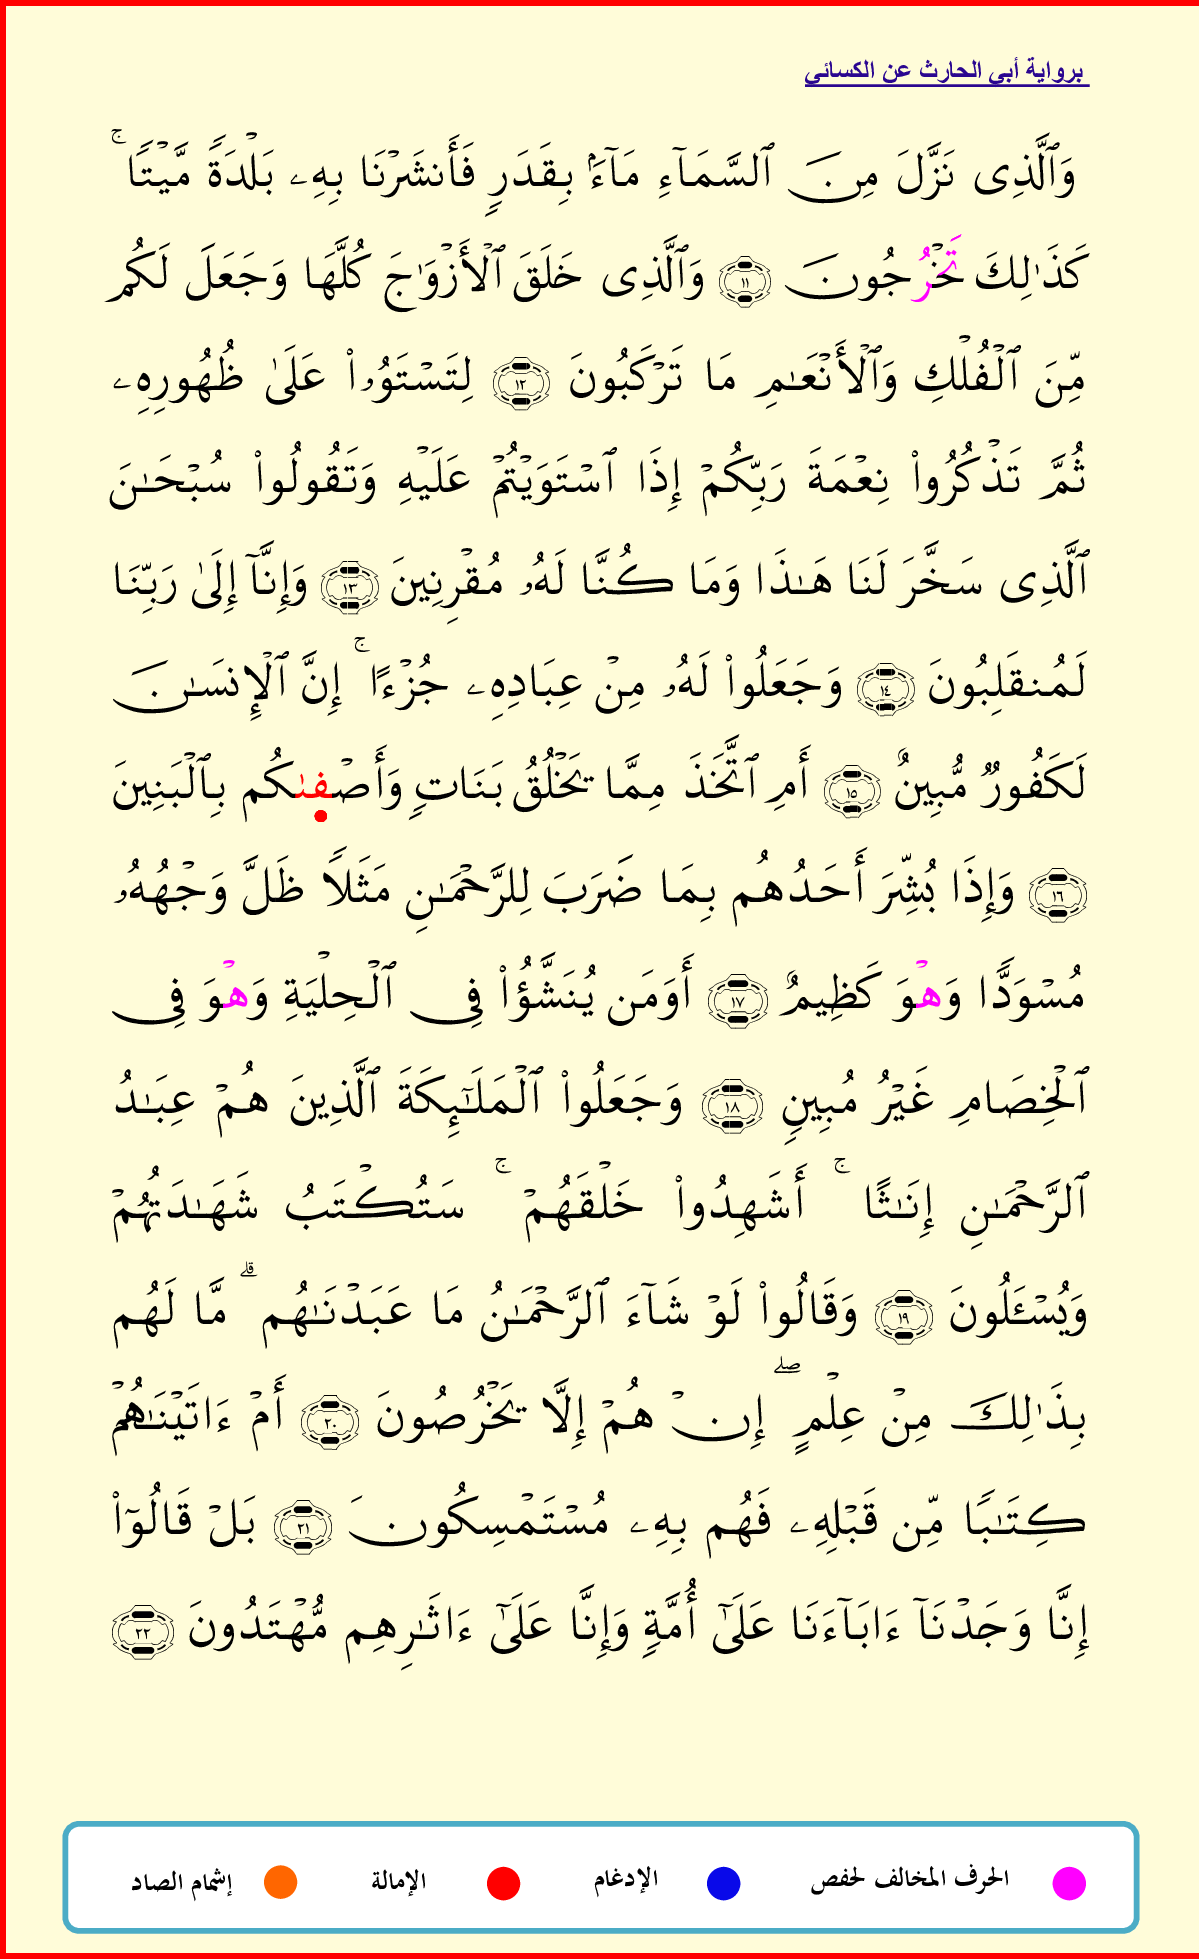 برواية أبي الحارث عن الكسائي
وَٱلَّذِى نَزَّلَ مِنَ ٱلسَّمَآءِ مَآءَۢ بِقَدَرٍ فَأَنشَرْنَا بِهِۦ بَلْدَةً مَّيْتًا ۚ
كَذَٰلِكَ تَخْرُجُونَ ١١ وَٱلَّذِى خَلَقَ ٱلْأَزْوَٰجَ كُلَّهَا وَجَعَلَ لَكُم
مِّنَ ٱلْفُلْكِ وَٱلْأَنْعَٰمِ مَا تَرْكَبُونَ ١٢ لِتَسْتَوُۥا۟ عَلَىٰ ظُهُورِهِۦ
ثُمَّ تَذْكُرُوا۟ نِعْمَةَ رَبِّكُمْ إِذَا ٱسْتَوَيْتُمْ عَلَيْهِ وَتَقُولُوا۟ سُبْحَٰنَ
ٱلَّذِى سَخَّرَ لَنَا هَٰذَا وَمَا كُنَّا لَهُۥ مُقْرِنِينَ ١٣ وَإِنَّآ إِلَىٰ رَبِّنَا
لَمُنقَلِبُونَ ١٤ وَجَعَلُوا۟ لَهُۥ مِنْ عِبَادِهِۦ جُزْءًا ۚ إِنَّ ٱلْإِنسَٰنَ
لَكَفُورٌ مُّبِينٌ ١٥ أَمِ ٱتَّخَذَ مِمَّا يَخْلُقُ بَنَاتٍ وَأَصْفَىٰكُم بِٱلْبَنِينَ
١٦ وَإِذَا بُشِّرَ أَحَدُهُم بِمَا ضَرَبَ لِلرَّحْمَٰنِ مَثَلًا ظَلَّ وَجْهُهُۥ
مُسْوَدًّا وَهْوَ كَظِيمٌ ١٧ أَوَمَن يُنَشَّؤُا۟ فِى ٱلْحِلْيَةِ وَهْوَ فِى
ٱلْخِصَامِ غَيْرُ مُبِينٍ ١٨ وَجَعَلُوا۟ ٱلْمَلَٰٓئِكَةَ ٱلَّذِينَ هُمْ عِبَٰدُ
ٱلرَّحْمَٰنِ إِنَٰثًا ۚ أَشَهِدُوا۟ خَلْقَهُمْ ۚ سَتُكْتَبُ شَهَٰدَتُهُمْ
وَيُسْـَٔلُونَ ١٩ وَقَالُوا۟ لَوْ شَآءَ ٱلرَّحْمَٰنُ مَا عَبَدْنَٰهُم ۗ مَّا لَهُم
بِذَٰلِكَ مِنْ عِلْمٍ ۖ إِنْ هُمْ إِلَّا يَخْرُصُونَ ٢٠ أَمْ ءَاتَيْنَٰهُمْ
كِتَٰبًا مِّن قَبْلِهِۦ فَهُم بِهِۦ مُسْتَمْسِكُونَ ٢١ بَلْ قَالُوٓا۟
إِنَّا وَجَدْنَآ ءَابَآءَنَا عَلَىٰٓ أُمَّةٍ وَإِنَّا عَلَىٰٓ ءَاثَٰرِهِم مُّهْتَدُونَ ٢٢
الحرف المخالف لحفص الإدغام الإمالة إشمام الصاد